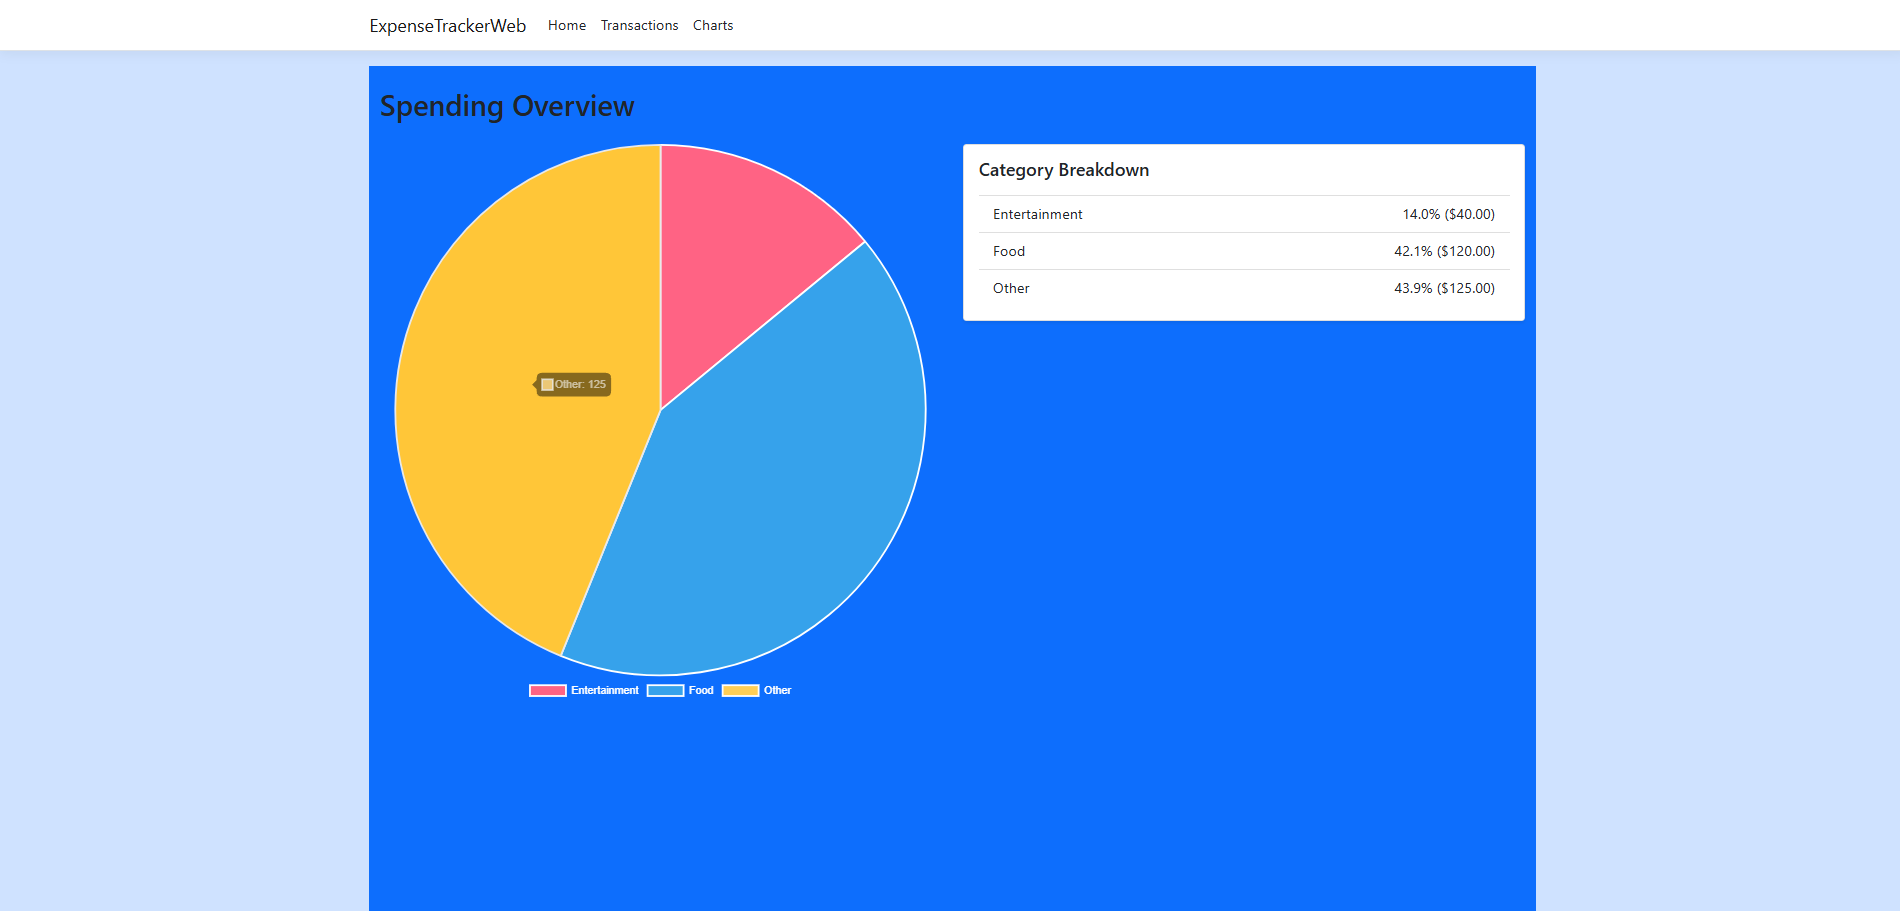 ExpenseTrackerWeb Home Transactions Charts
Spending Overview
Category Breakdown
Entertainment 14.0% ($40.00)
Food 42.1% ($120.00)
Other 43.9% ($125.00)
Other: 125
Entertainment Food Other